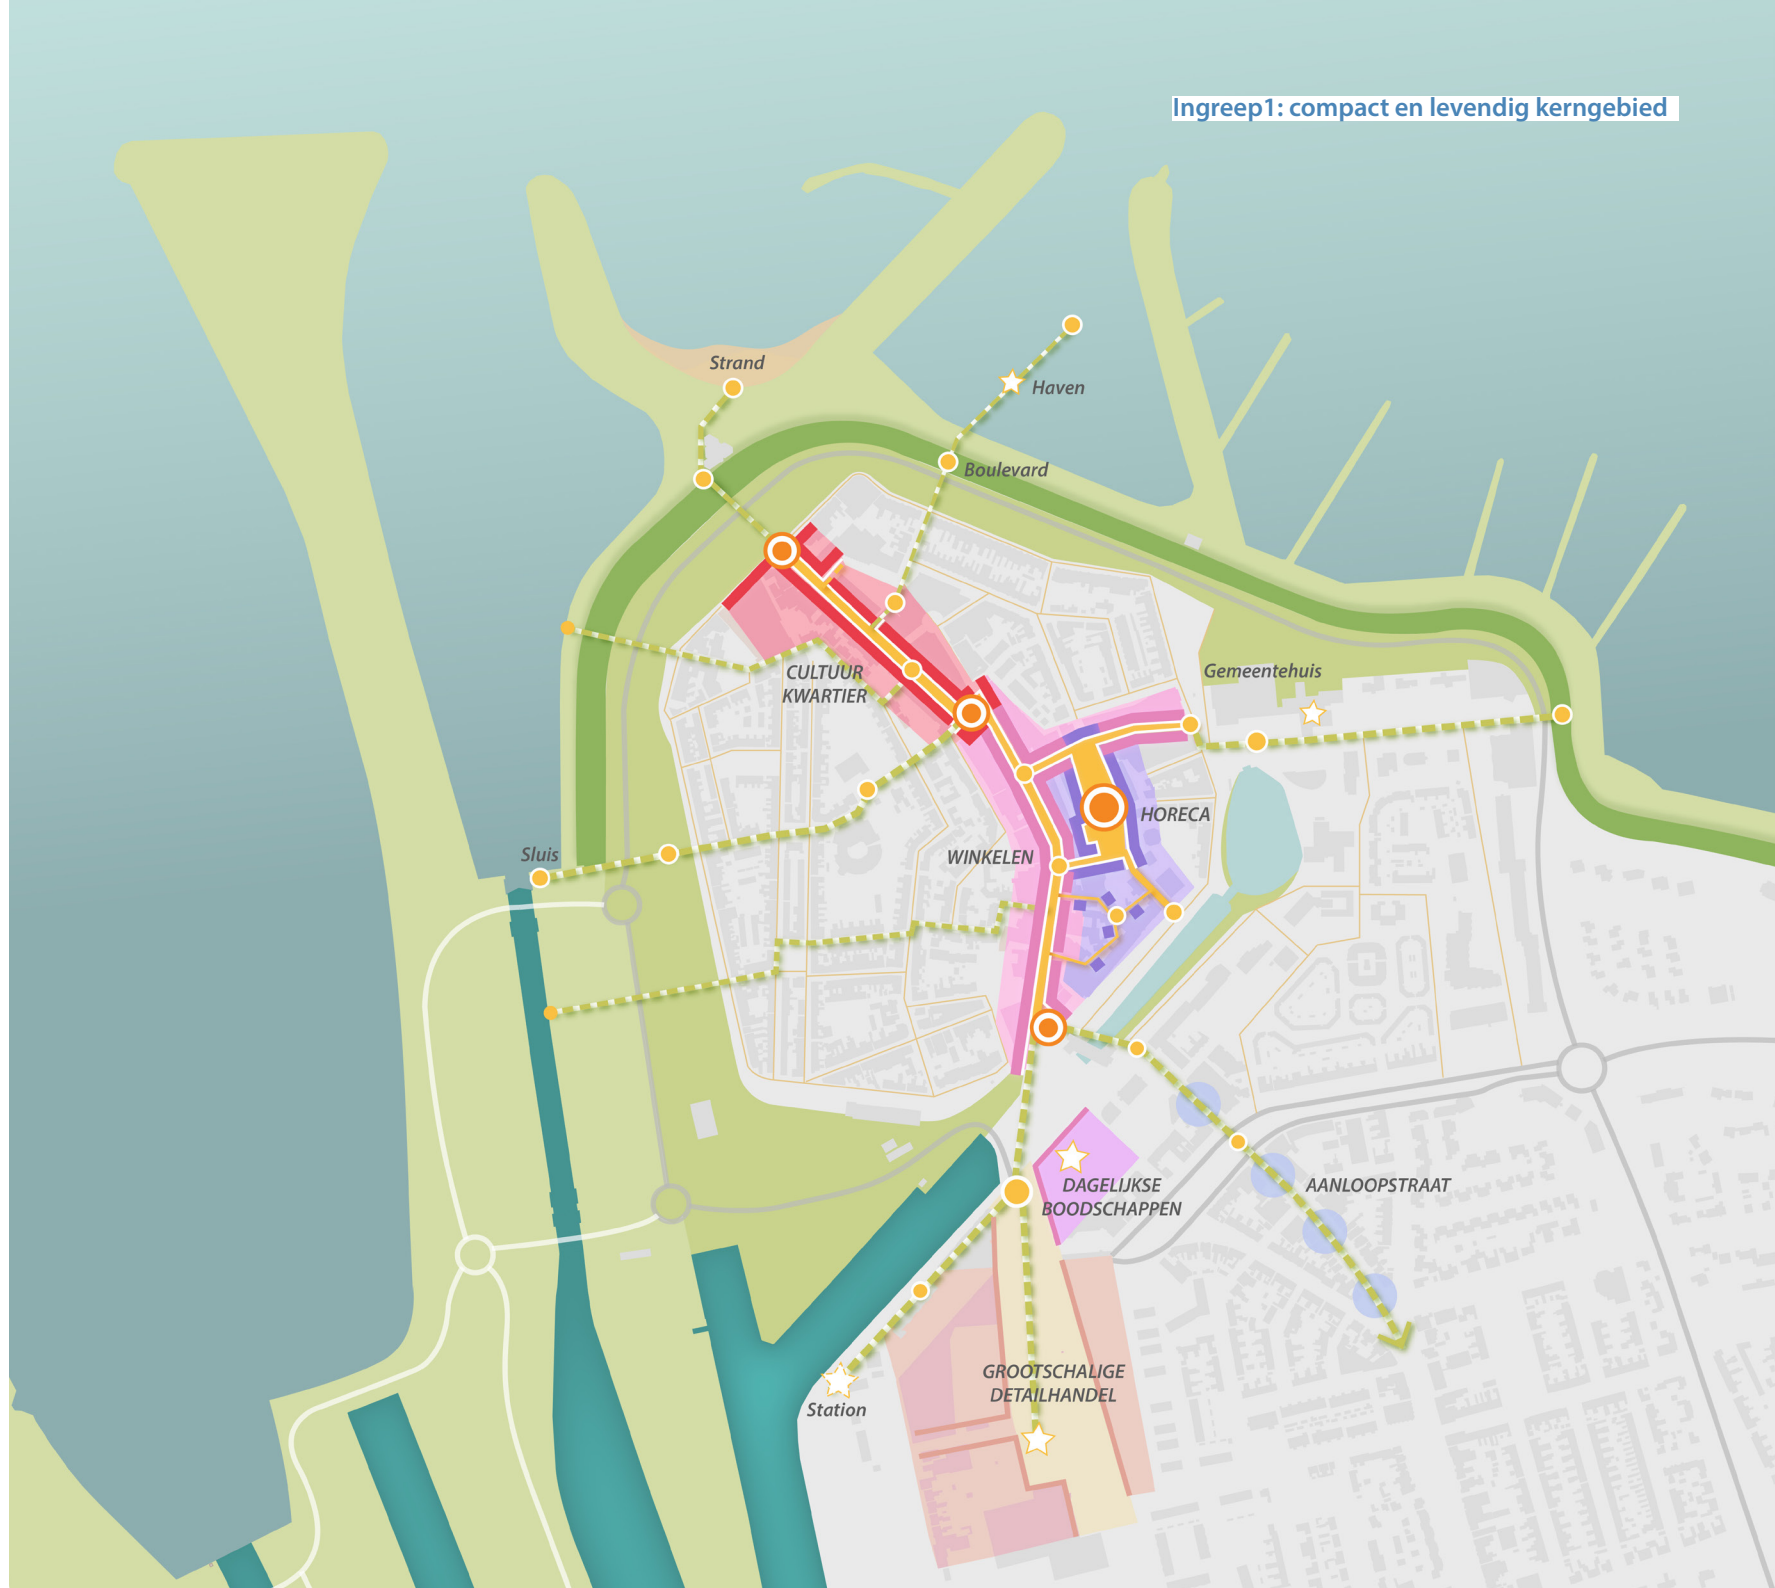 Ingreep1: compact en levendig kerngebied
Strand
Haven
Boulevard
Gemeentehuis
CULTUUR
KWARTIER
HORECA
Sluis
WINKELEN
DAGELIJKSE
BOODSCHAPPEN
AANLOOPSTRAAT
GROOTSCHALIGE
DETAILHANDEL
Station